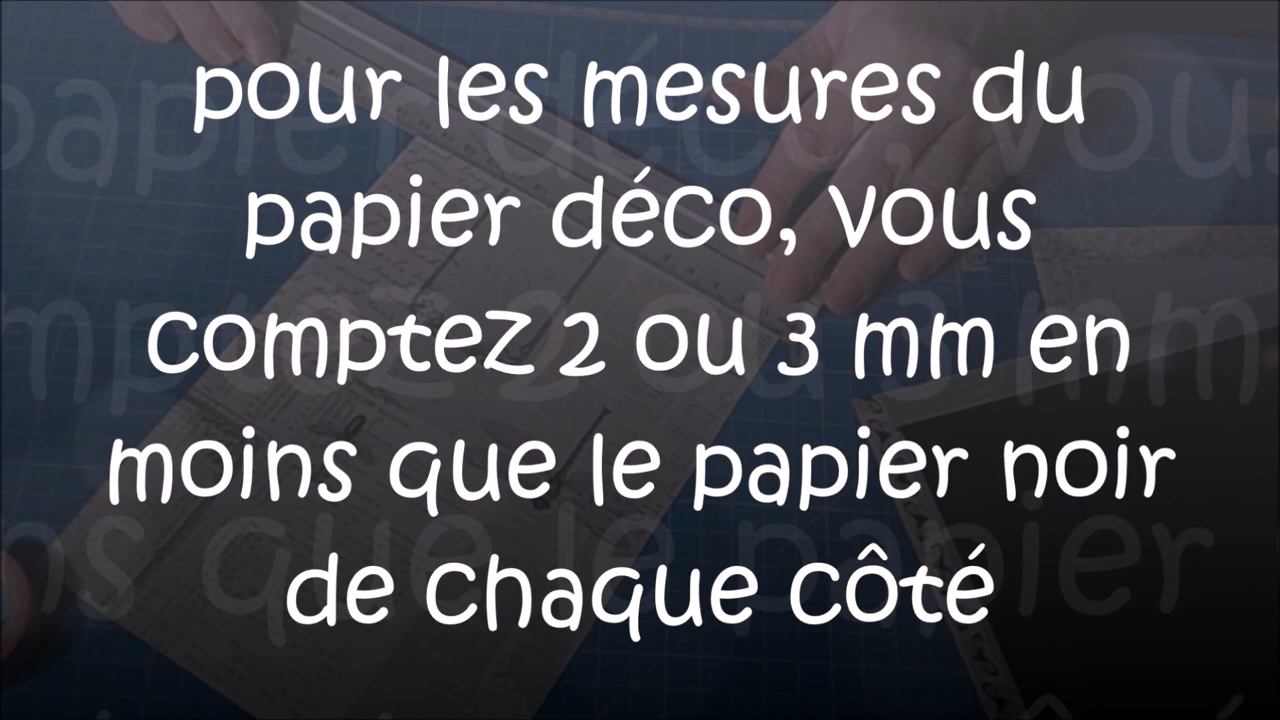 pour les mesures du
papier déco, vous
comptez 2 ou 3 mm en
moins que le papier noir
de chaque côté